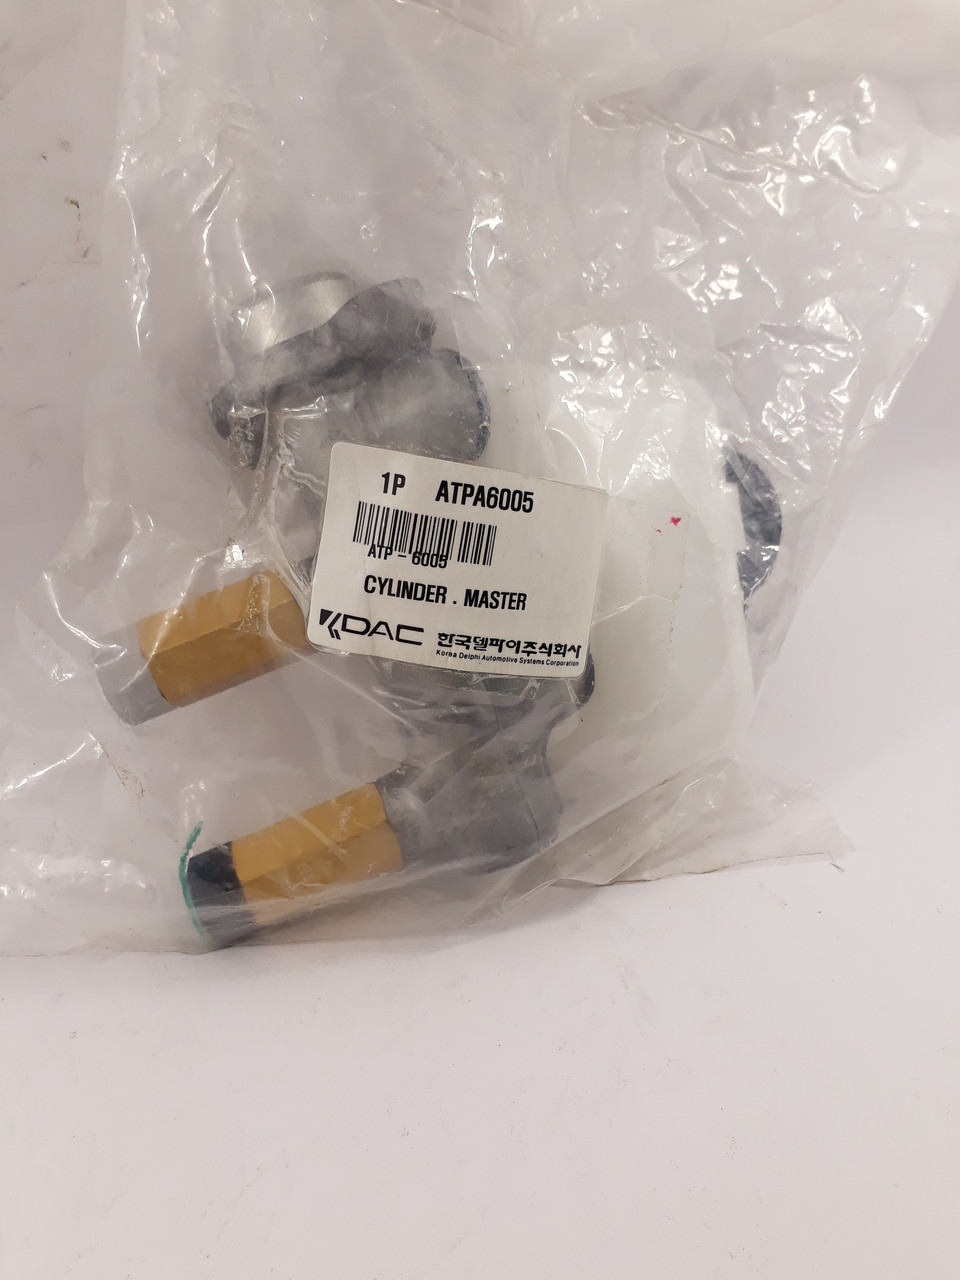 1P ATPA6005
ATP - 6005
CYLINDER . MASTER
KDAC 한국델파이주식회사
Korea Delphi Automotive Systems Corporation